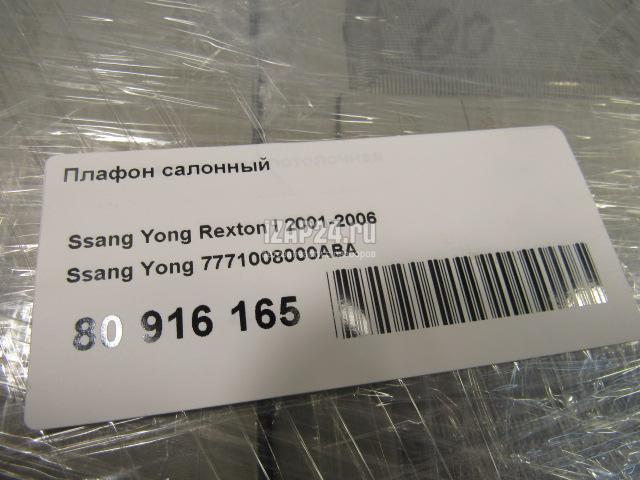 Плафон салонный
Ssang Yong Rexton I 2001-2006
Ssang Yong 7771008000ABA
80 916 165
IZAP24.ru